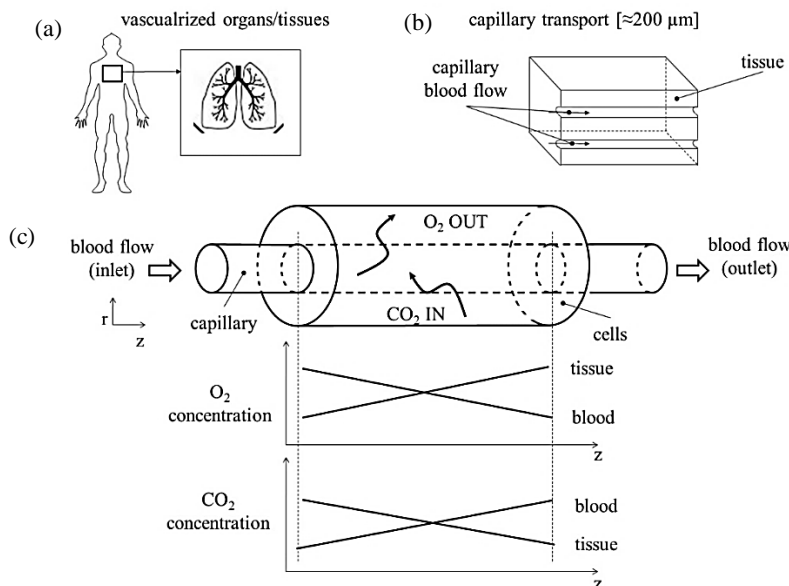 (a)
vascualrized organs/tissues
(b)
capillary transport [≈200 μm]
capillary
blood flow
tissue
(c)
blood flow
(inlet)
O2 OUT
blood flow
(outlet)
r
z
capillary
CO2 IN
cells
O2
concentration
tissue
blood
z
CO2
concentration
blood
tissue
z